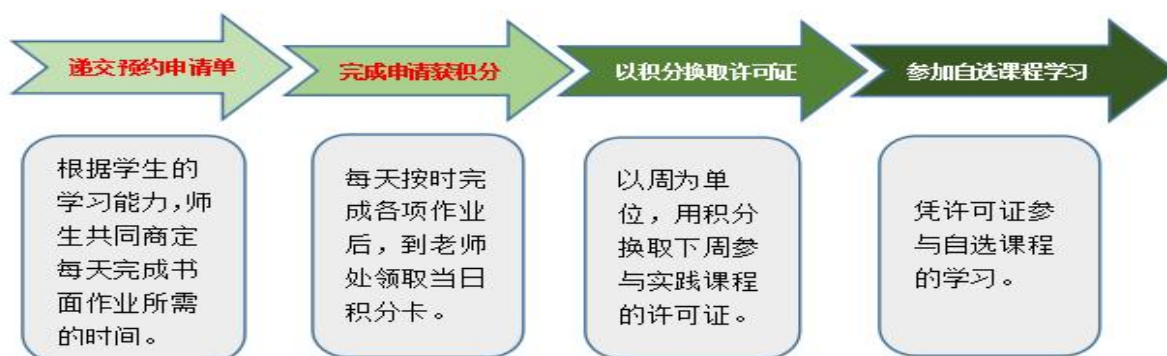 递交预约申请单
完成申请获积分
以积分换取许可证
参加自选课程学习
根据学生的
学习能力,师
生共同商定
每天完成书
面作业所需
的时间。
每天按时完
成各项作业
后，到老师
处领取当日
积分卡。
以周为单
位，用积分
换取下周参
与实践课程
的许可证。
凭许可证参
与自选课程
的学习。